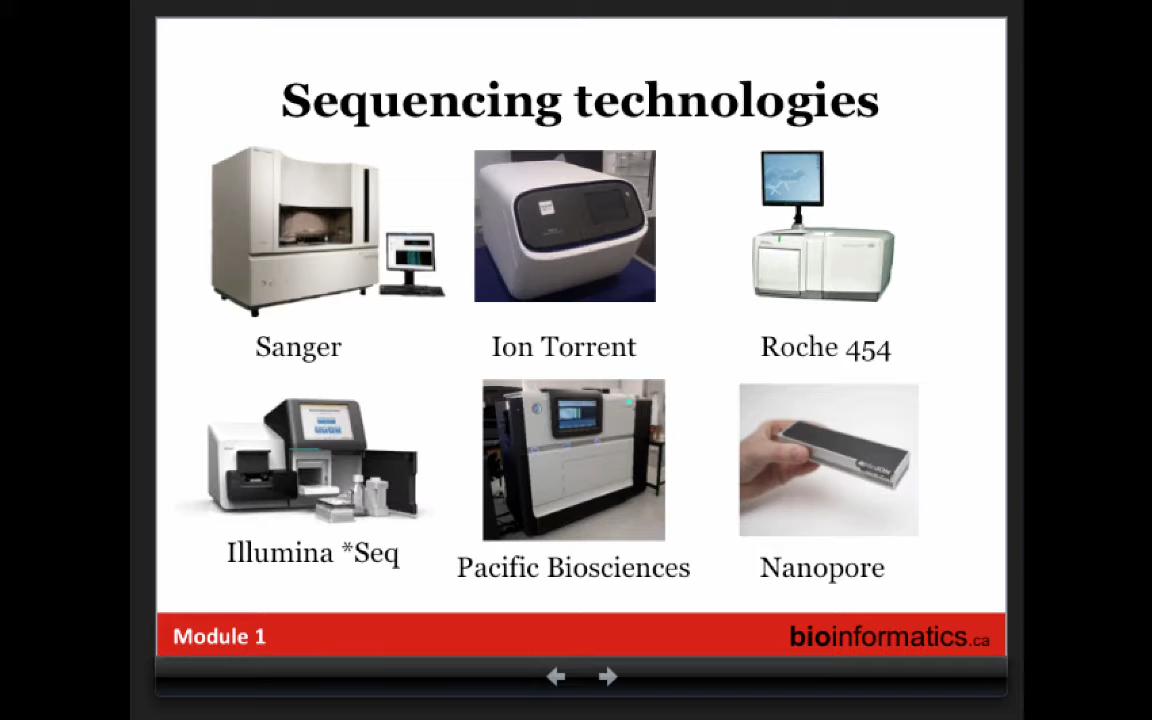 Sequencing technologies
Sanger
Ion Torrent
Roche 454
Illumina *Seq
Pacific Biosciences
Nanopore
Module 1
bioinformatics.ca